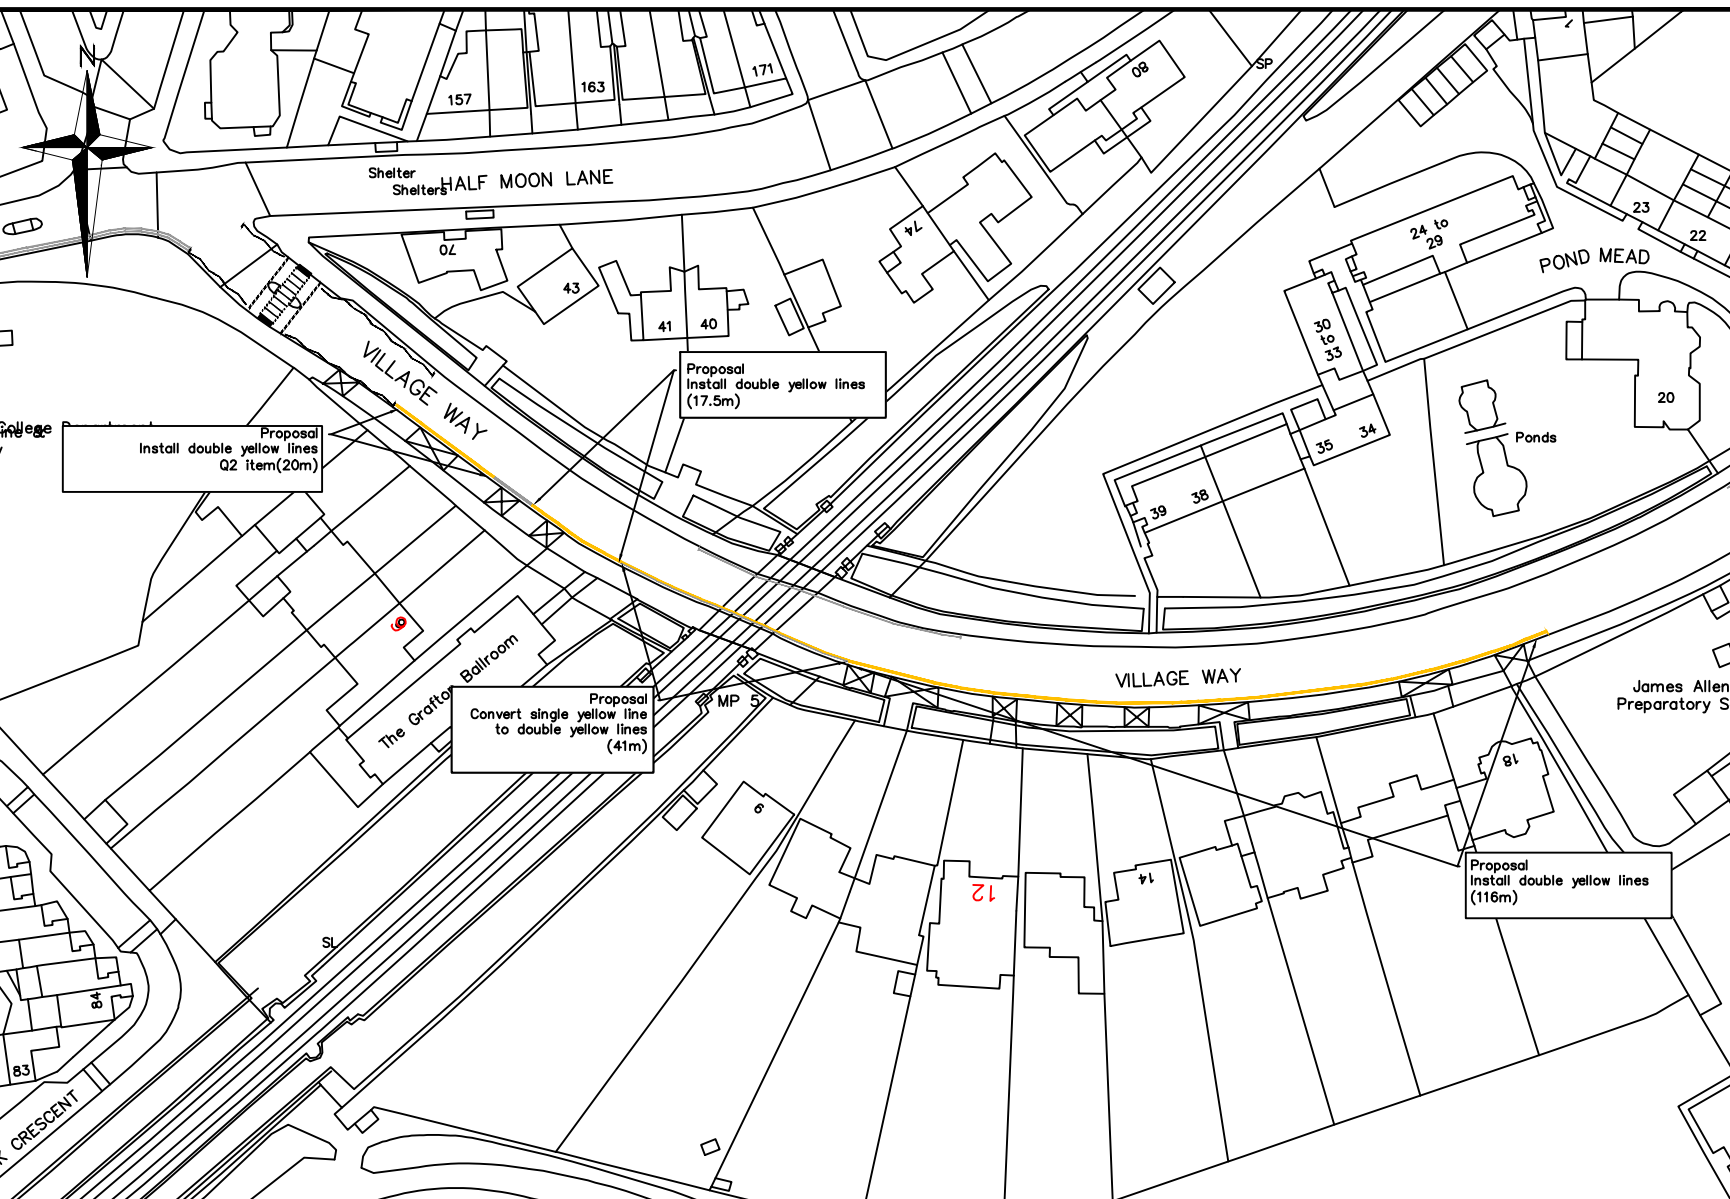 N
157
163
171
80
SP
Shelter
Shelters
HALF MOON LANE
70
43
41
40
74
24 to
29
23
22
POND MEAD
30
to
33
20
35
34
Ponds
39
38
VILLAGE WAY
Proposal
Install double yellow lines
(17.5m)
College
Proposal
Install double yellow lines
Q2 item(20m)
9
The Grafton Ballroom
Proposal
Convert single yellow line
to double yellow lines
(41m)
MP 5
VILLAGE WAY
James Allen
Preparatory S
9
12
14
18
Proposal
Install double yellow lines
(116m)
SL
84
83
K CRESCENT